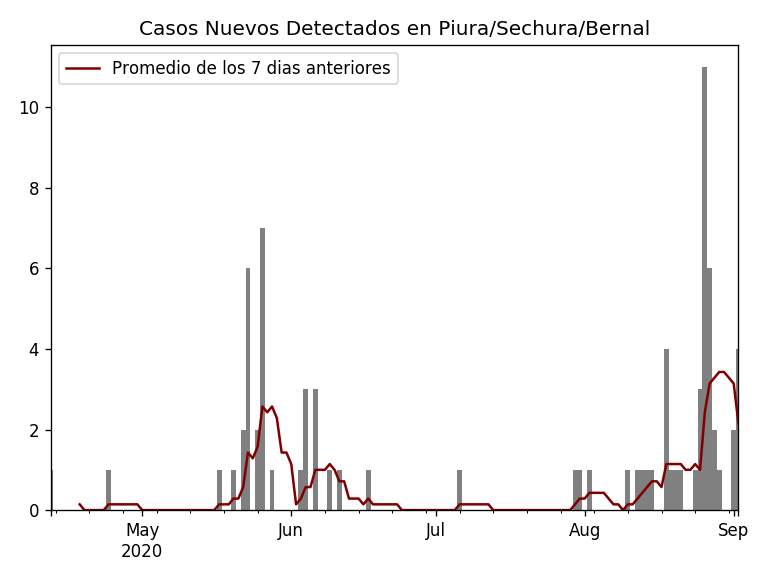 Casos Nuevos Detectados en Piura/Sechura/Bernal
Promedio de los 7 dias anteriores
10
8
6
4
2
0
May Jun Jul Aug Sep
2020